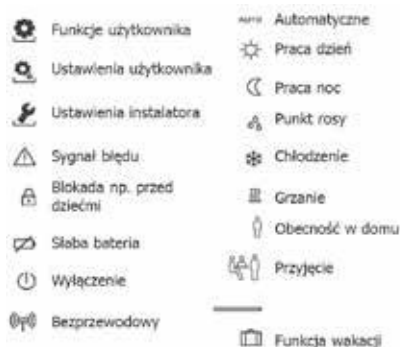 Funkcje użytkownika
Ustawienia użytkownika
Ustawienia instalatora
Sygnał błędu
Blokada np. przed
dziećmi
Słaba bateria
Wyłączenie
Bezprzewodowy
AUTO Automatyczne
Praca dzień
Praca noc
Punkt rosy
Chłodzenie
Grzanie
Obecność w domu
Przyjęcie
Funkcja wakacji